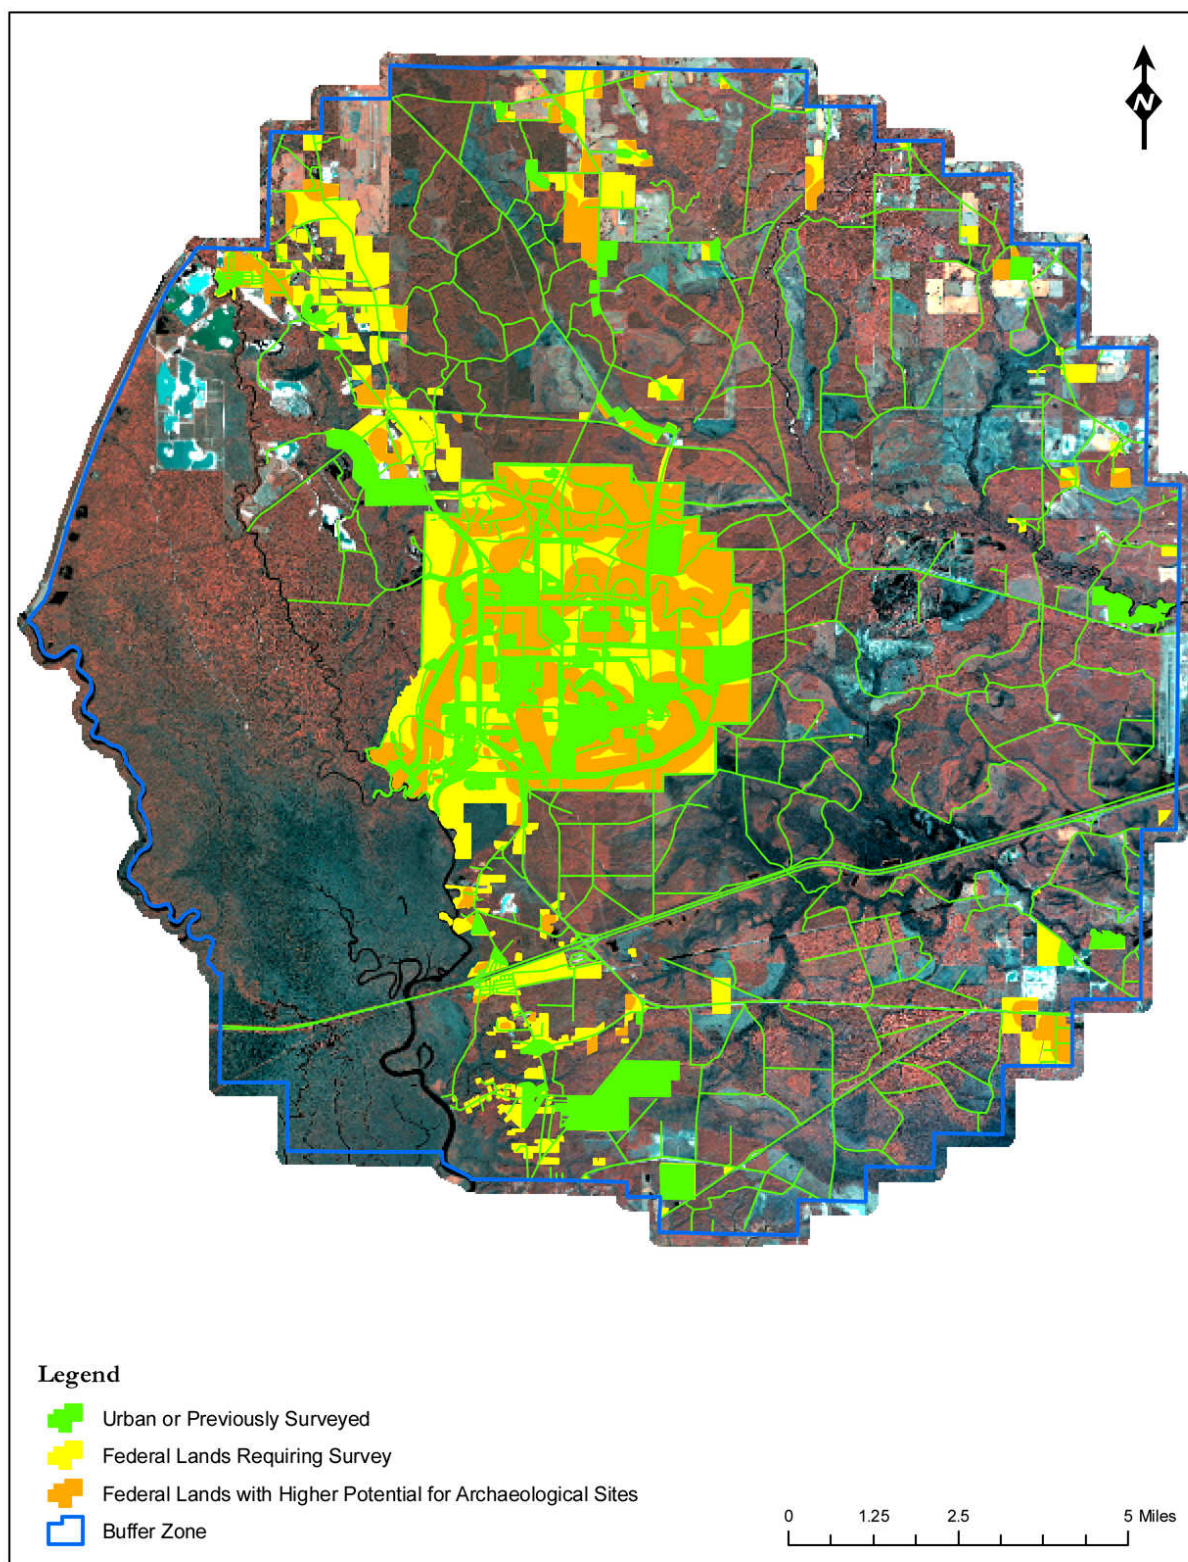 N
Legend
Urban or Previously Surveyed
Federal Lands Requiring Survey
Federal Lands with Higher Potential for Archaeological Sites
Buffer Zone
0 1.25 2.5 5 Miles